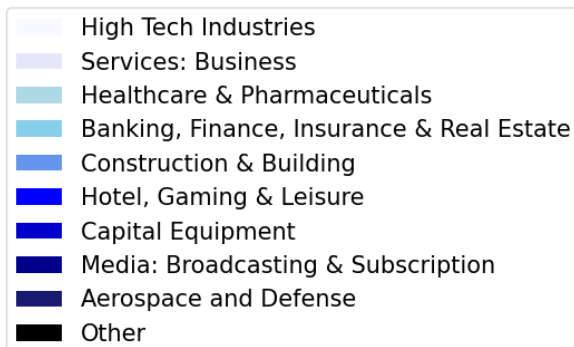 High Tech Industries
Services: Business
Healthcare & Pharmaceuticals
Banking, Finance, Insurance & Real Estate
Construction & Building
Hotel, Gaming & Leisure
Capital Equipment
Media: Broadcasting & Subscription
Aerospace and Defense
Other